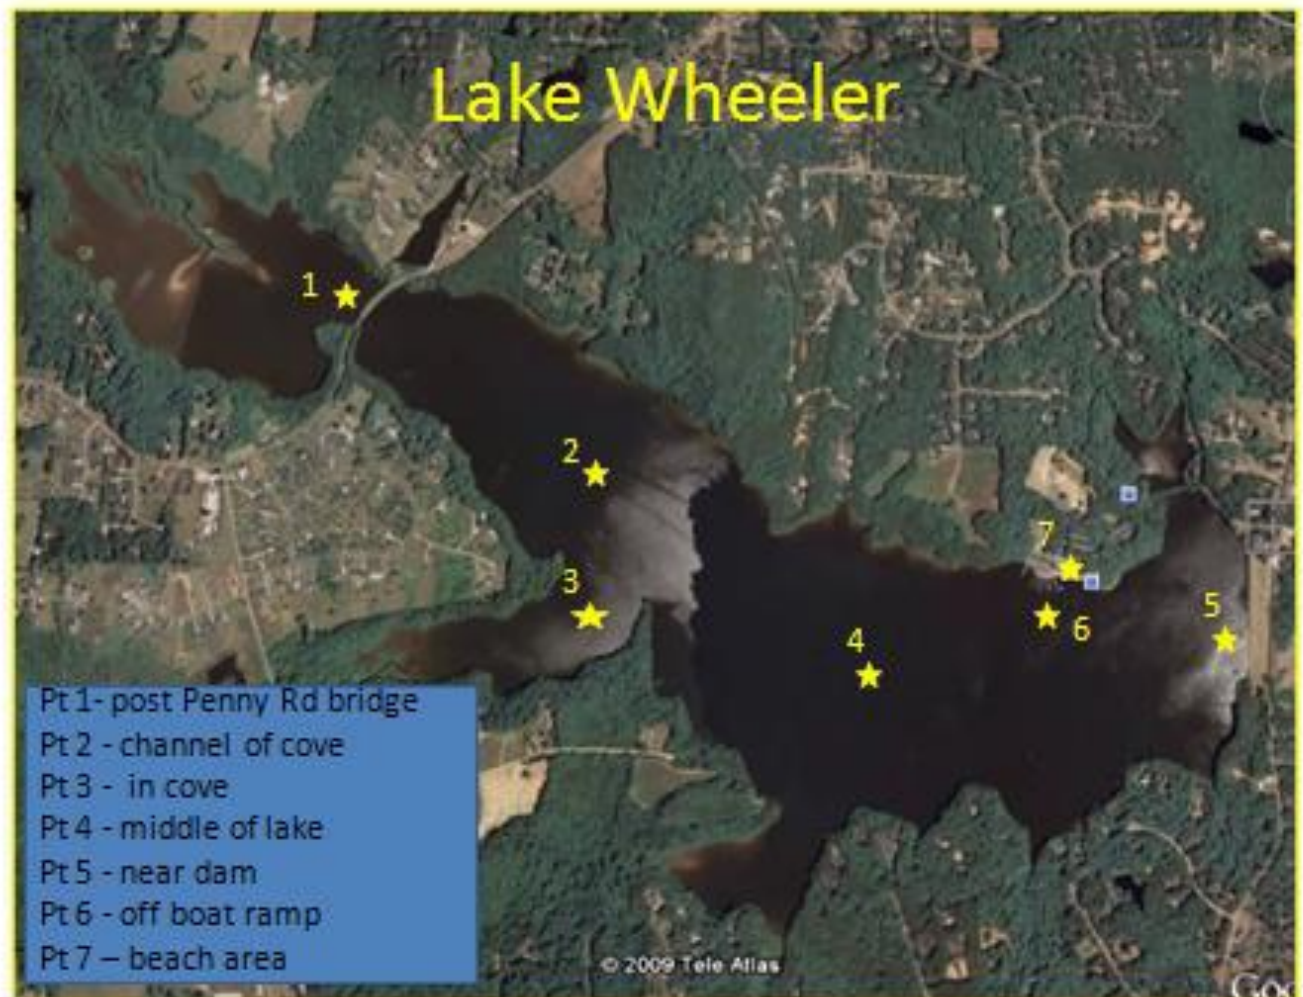 Lake Wheeler
1
2
3
4
5
6
7
Pt 1- post Penny Rd bridge
Pt 2 - channel of cove
Pt 3 - in cove
Pt 4 - middle of lake
Pt 5 - near dam
Pt 6 - off boat ramp
Pt 7 – beach area
© 2009 Tele Atlas
Goo